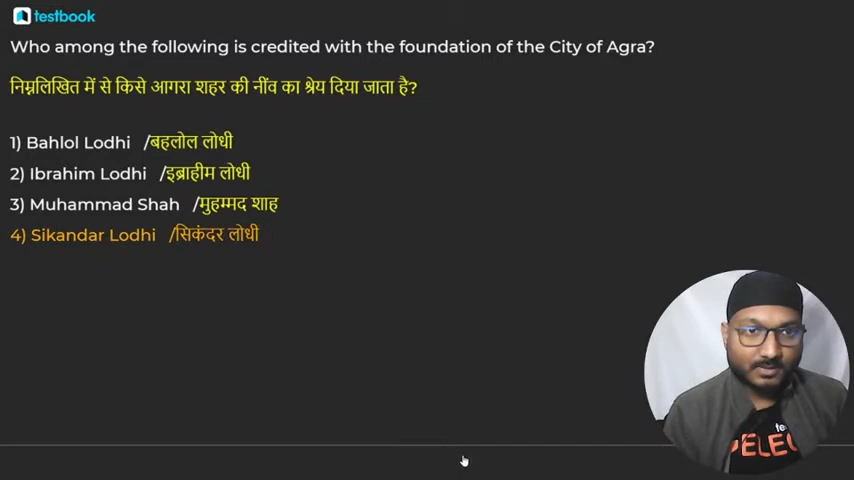 testbook
Who among the following is credited with the foundation of the City of Agra?
निम्नलिखित में से किसे आगरा शहर की नींव का श्रेय दिया जाता है?
1) Bahlol Lodhi /बहलोल लोधी
2) Ibrahim Lodhi /इब्राहीम लोधी
3) Muhammad Shah /मुहम्मद शाह
4) Sikandar Lodhi /सिकंदर लोधी